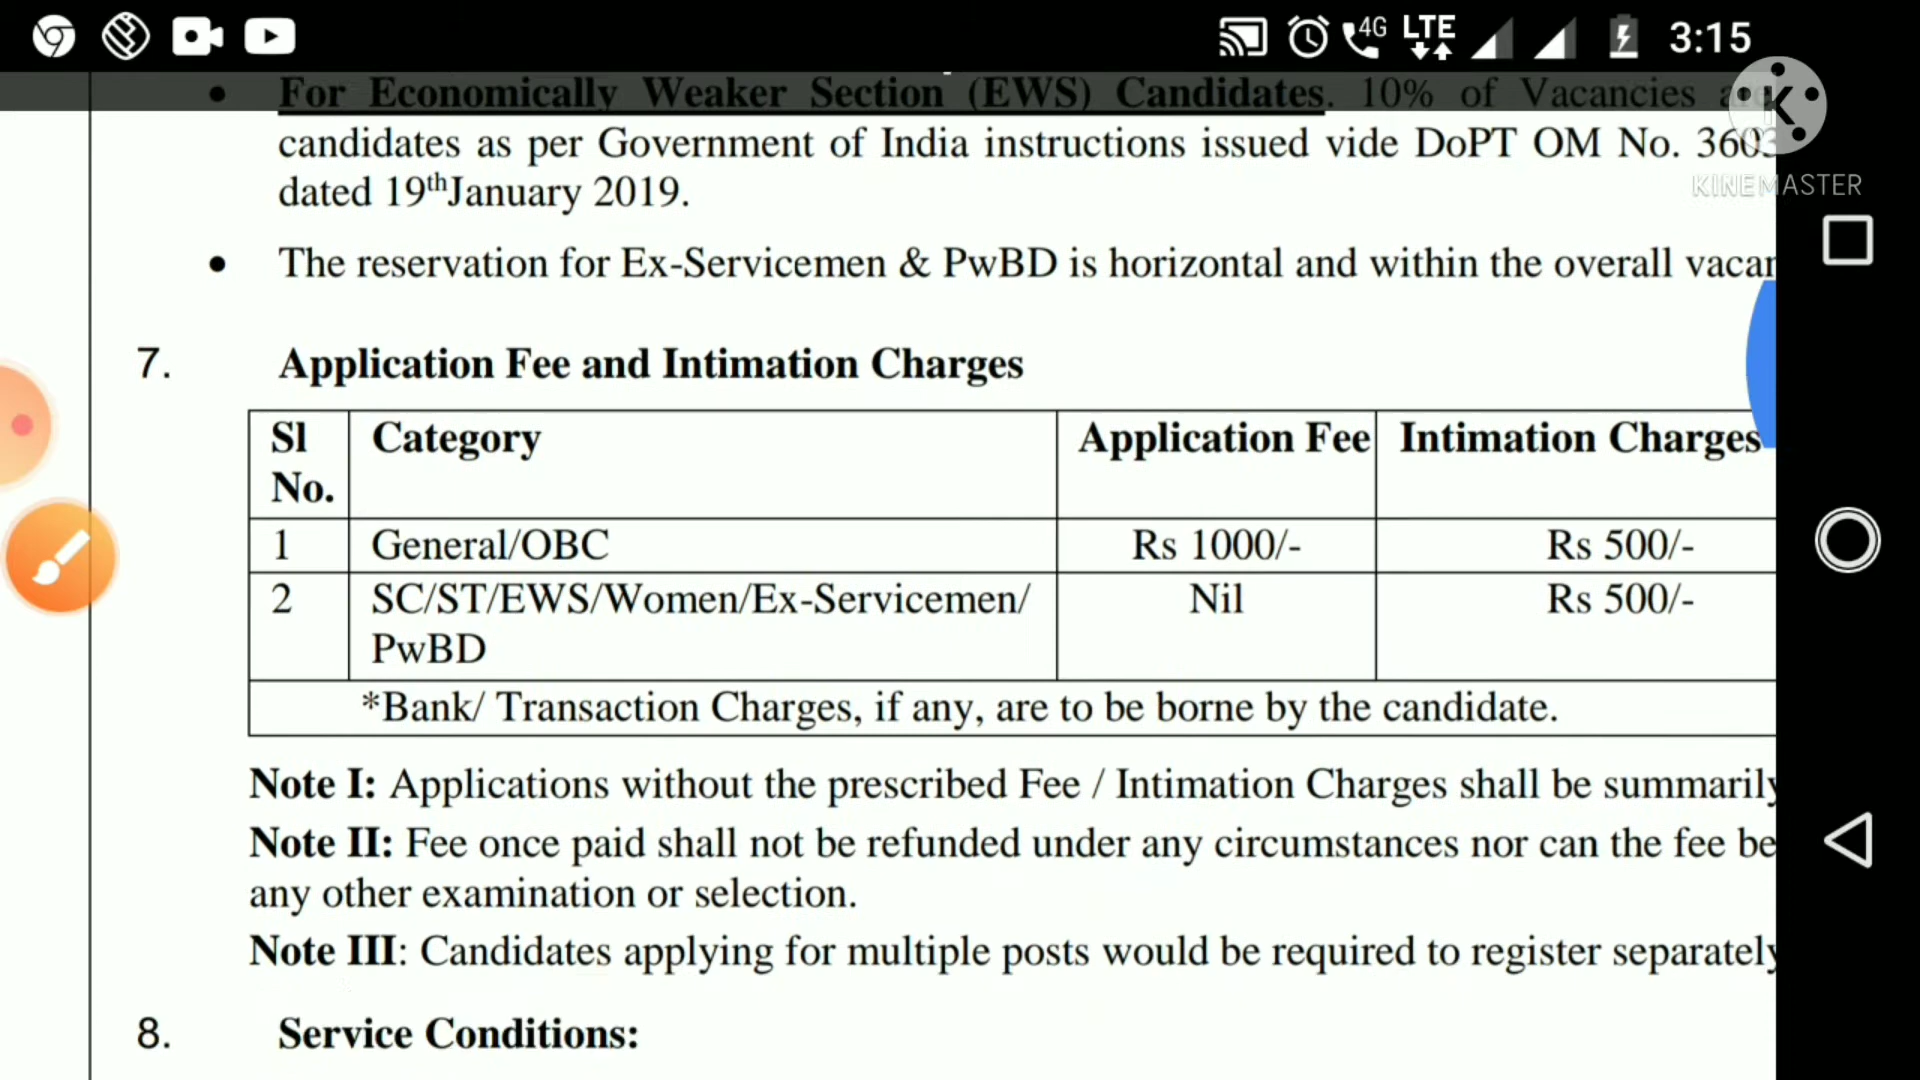 4G LTE 3:15
For Economically Weaker Section (EWS) Candidates. 10% of Vacancies are
candidates as per Government of India instructions issued vide DoPT OM No. 3603
dated 19thJanuary 2019.
KINEMASTER
• The reservation for Ex-Servicemen & PwBD is horizontal and within the overall
7. Application Fee and Intimation Charges
Sl No. Category Application Fee Intimation Charges
1 General/OBC Rs 1000/- Rs 500/-
2 SC/ST/EWS/Women/Ex-Servicemen/ Nil Rs 500/-
PwBD
*Bank/ Transaction Charges, if any, are to be borne by the candidate.
Note I: Applications without the prescribed Fee / Intimation Charges shall be summarily
Note II: Fee once paid shall not be refunded under any circumstances nor can the fee be
any other examination or selection.
Note III: Candidates applying for multiple posts would be required to register separately
8. Service Conditions: